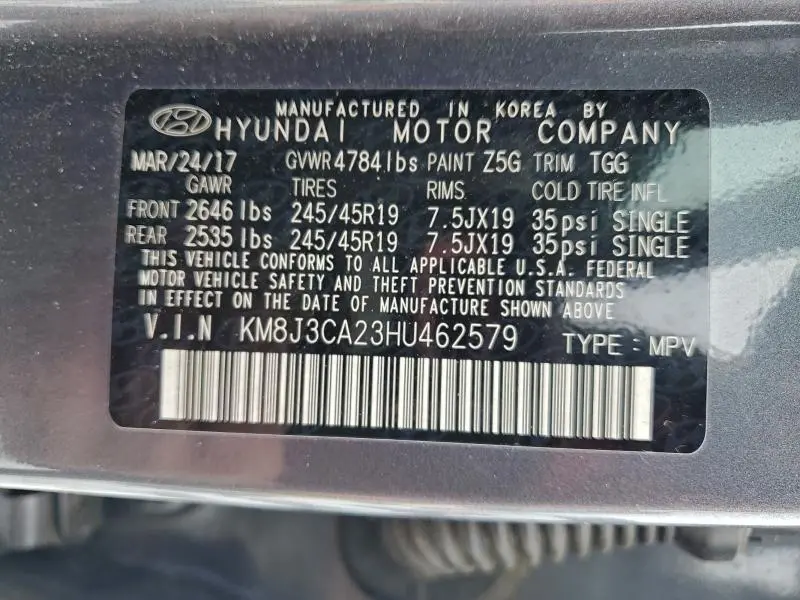 MANUFACTURED IN KOREA BY
HYUNDAI MOTOR COMPANY
MAR/24/17 GVWR 4784 lbs PAINT Z5G TRIM TGG
GAWR TIRES RIMS COLD TIRE INFL
FRONT 2646 lbs 245/45R19 7.5JX19 35psi SINGLE
REAR 2535 lbs 245/45R19 7.5JX19 35psi SINGLE
THIS VEHICLE CONFORMS TO ALL APPLICABLE U.S.A. FEDERAL
MOTOR VEHICLE SAFETY AND THEFT PREVENTION STANDARDS
IN EFFECT ON THE DATE OF MANUFACTURE SHOWN ABOVE
V.I.N KM8J3CA23HU462579 TYPE : MPV